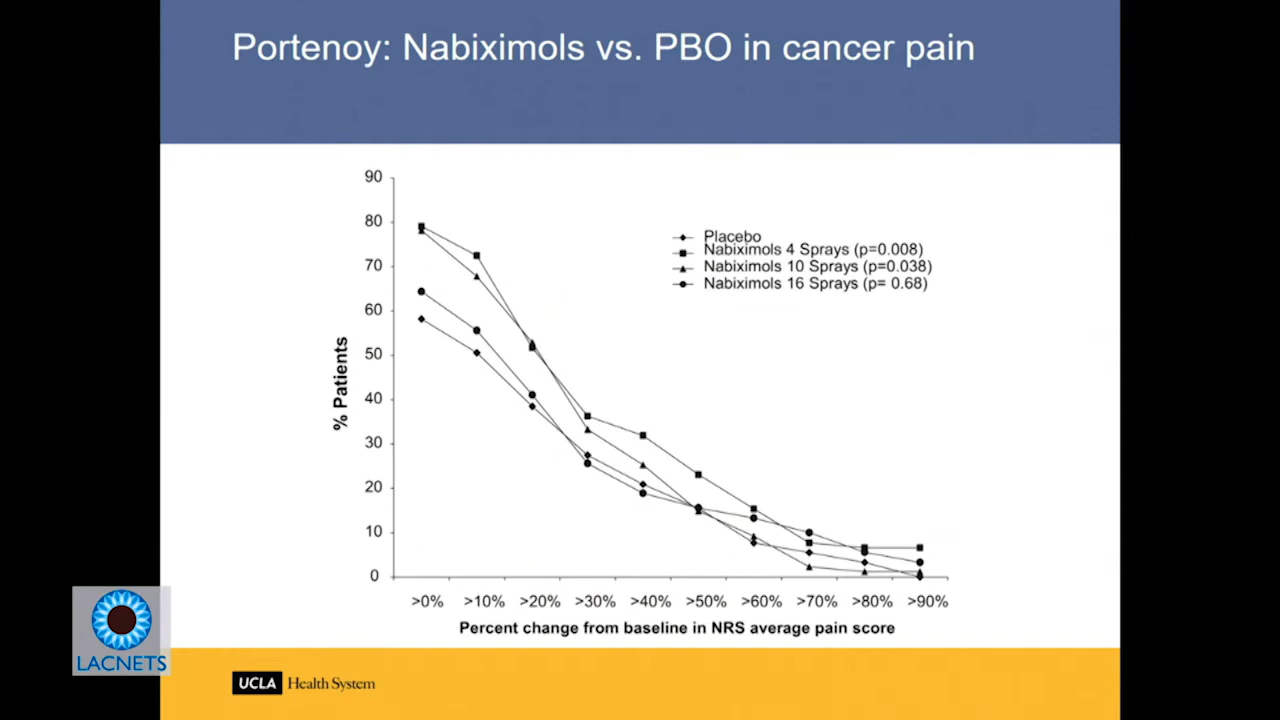 Portenoy: Nabiximols vs. PBO in cancer pain
90
80
70
60
50
40
30
20
10
0
% Patients
Placebo
Nabiximols 4 Sprays (p=0.008)
Nabiximols 10 Sprays (p=0.038)
Nabiximols 16 Sprays (p= 0.68)
>0% >10% >20% >30% >40% >50% >60% >70% >80% >90%
Percent change from baseline in NRS average pain score
LACNETS
UCLA Health System